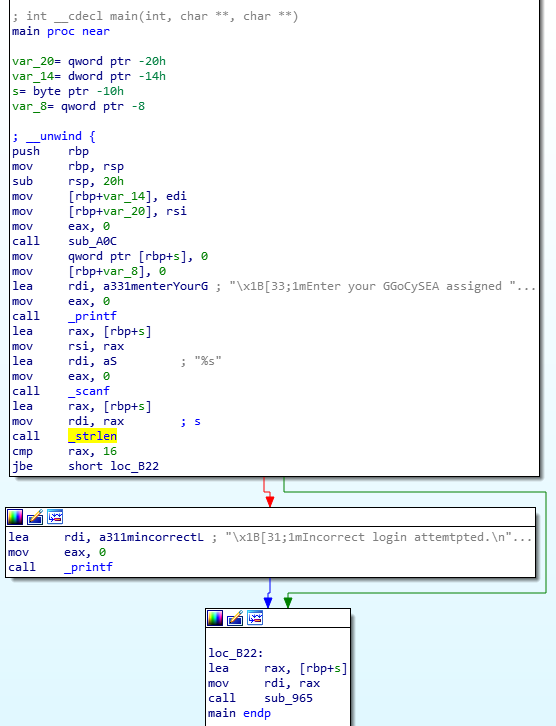 ; int __cdecl main(int, char **, char **)
main proc near
var_20= qword ptr -20h
var_14= dword ptr -14h
s= byte ptr -10h
var_8= qword ptr -8
; __unwind {
push    rbp
mov     rbp, rsp
sub     rsp, 20h
mov     [rbp+var_14], edi
mov     [rbp+var_20], rsi
mov     eax, 0
call    sub_A0C
mov     qword ptr [rbp+s], 0
mov     [rbp+var_8], 0
lea     rdi, a331menterYourG ; "\x1B[33;1mEnter your GGoCySEA assigned "...
mov     eax, 0
call    _printf
lea     rax, [rbp+s]
mov     rsi, rax
lea     rdi, aS         ; "%s"
mov     eax, 0
call    _scanf
lea     rax, [rbp+s]
mov     rdi, rax        ; s
call    _strlen
cmp     rax, 16
jbe     short loc_B22
lea     rdi, a311mincorrectL ; "\x1B[31;1mIncorrect login attemtpted.\n"...
mov     eax, 0
call    _printf
loc_B22:
lea     rax, [rbp+s]
mov     rdi, rax
call    sub_965
main endp